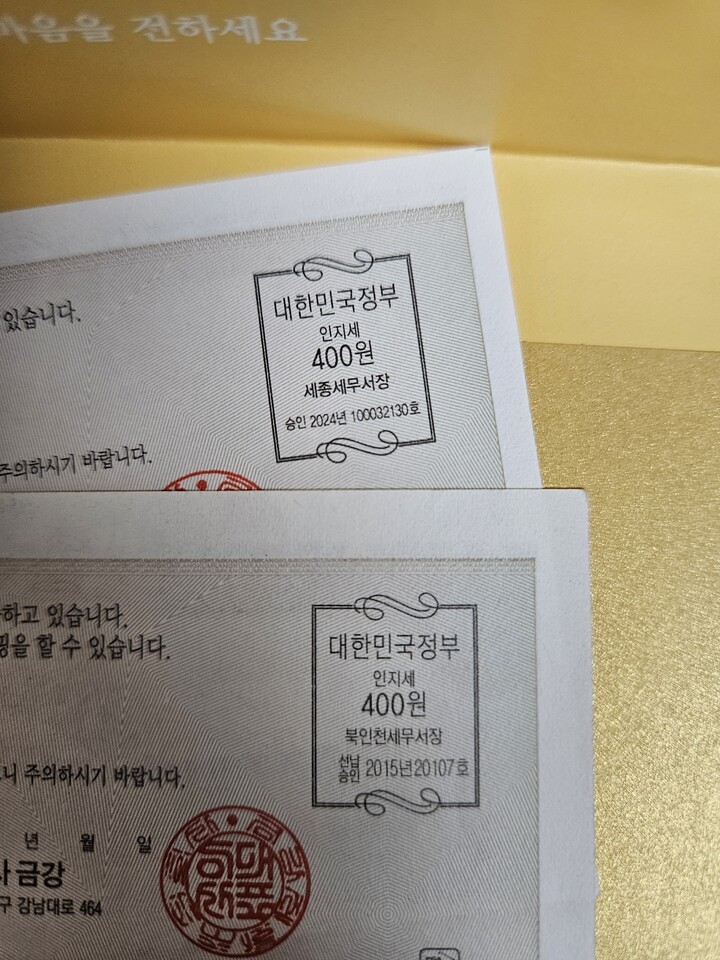 마음을 전하세요
있습니다.
주의하시기 바랍니다.
대한민국정부
인지세
400원
세종세무서장
승인 2024년 100032130호
하고 있습니다.
핑을 할 수 있습니다.
니 주의하시기 바랍니다.
년 월 일
사 금강
구 강남대로 464
대한민국정부
인지세
400원
북인천세무서장
선납
승인 2015년20107호